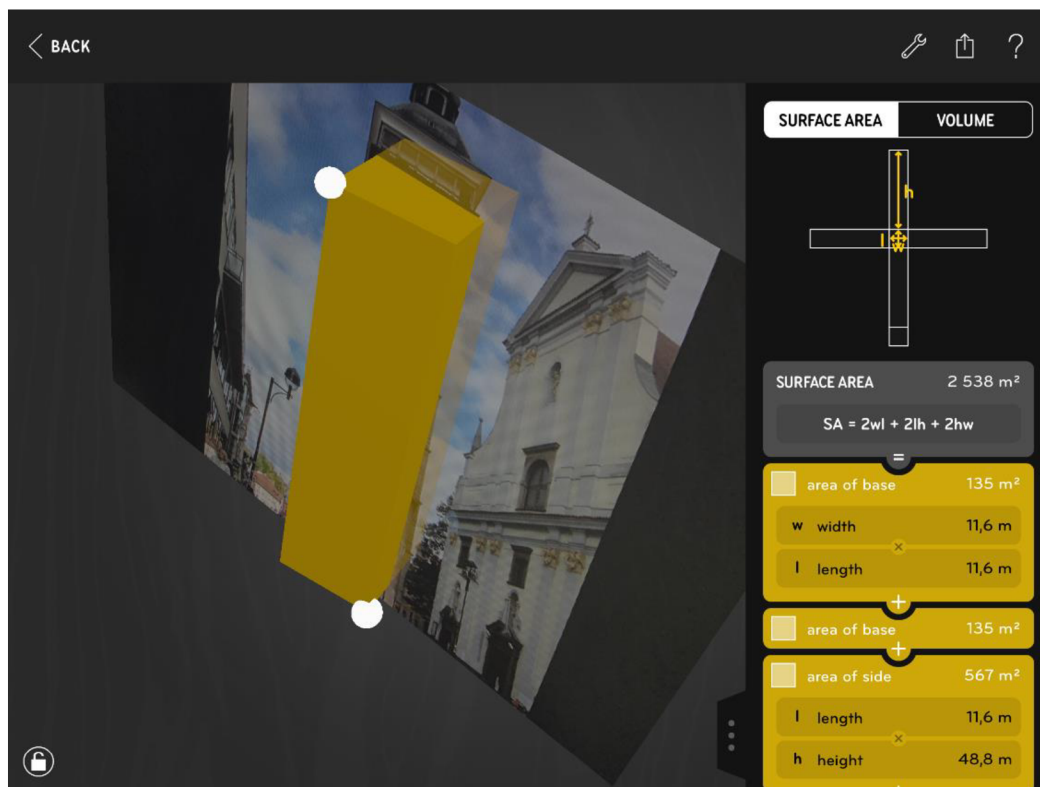 BACK
?
SURFACE AREA VOLUME
h
l
w
SURFACE AREA 2 538 m²
SA = 2wl + 2lh + 2hw
=
area of base 135 m²
w width 11,6 m
×
l length 11,6 m
+
area of base 135 m²
+
area of side 567 m²
l length 11,6 m
×
h height 48,8 m